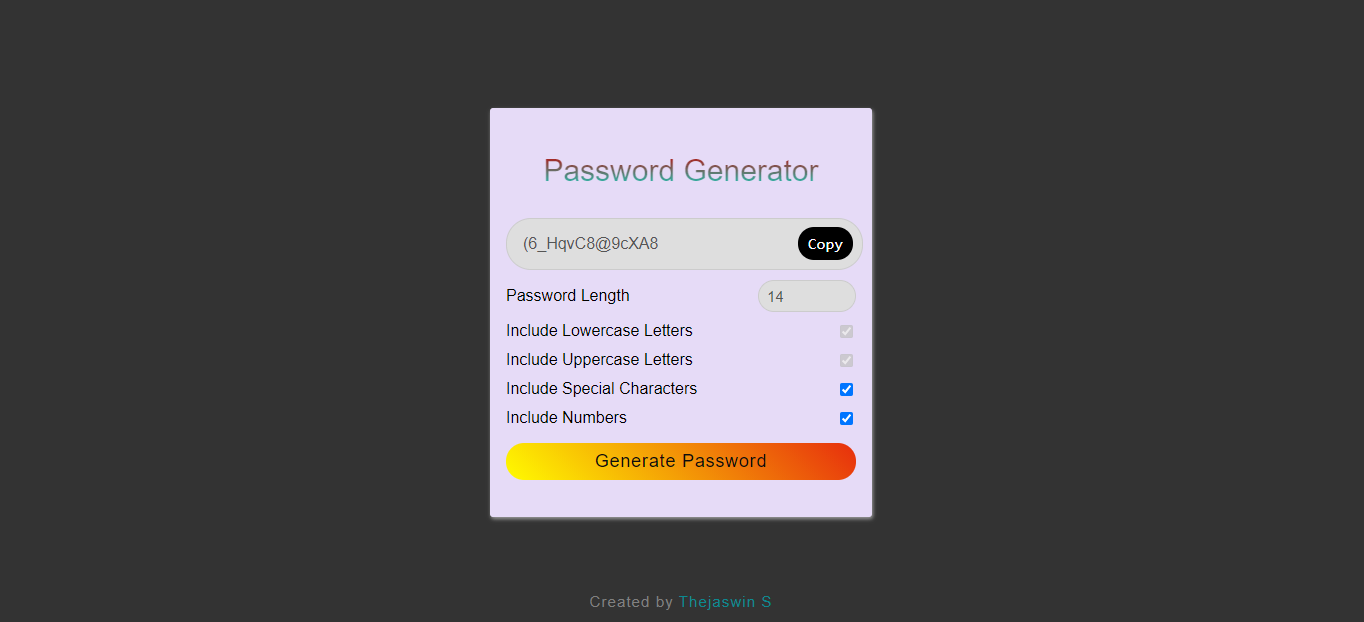 Password Generator
(6_HqvC8@9cXA8 Copy
Password Length 14
Include Lowercase Letters
Include Uppercase Letters
Include Special Characters
Include Numbers
Generate Password
Created by Thejaswin S